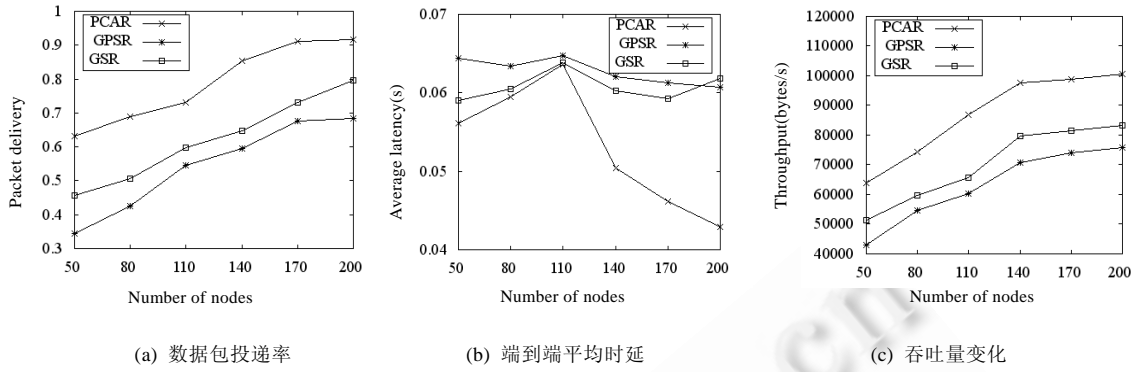 1
0.9
0.8
0.7
0.6
0.5
0.4
0.3
PCAR
GPSR
GSR
Packet delivery
50 80 110 140 170 200
Number of nodes
(a) 数据包投递率
0.07
0.06
0.05
0.04
PCAR
GPSR
GSR
Average latency(s)
50 80 110 140 170 200
Number of nodes
(b) 端到端平均时延
120000
110000
100000
90000
80000
70000
60000
50000
40000
PCAR
GPSR
GSR
Throughput(bytes/s)
50 80 110 140 170 200
Number of nodes
(c) 吞吐量变化